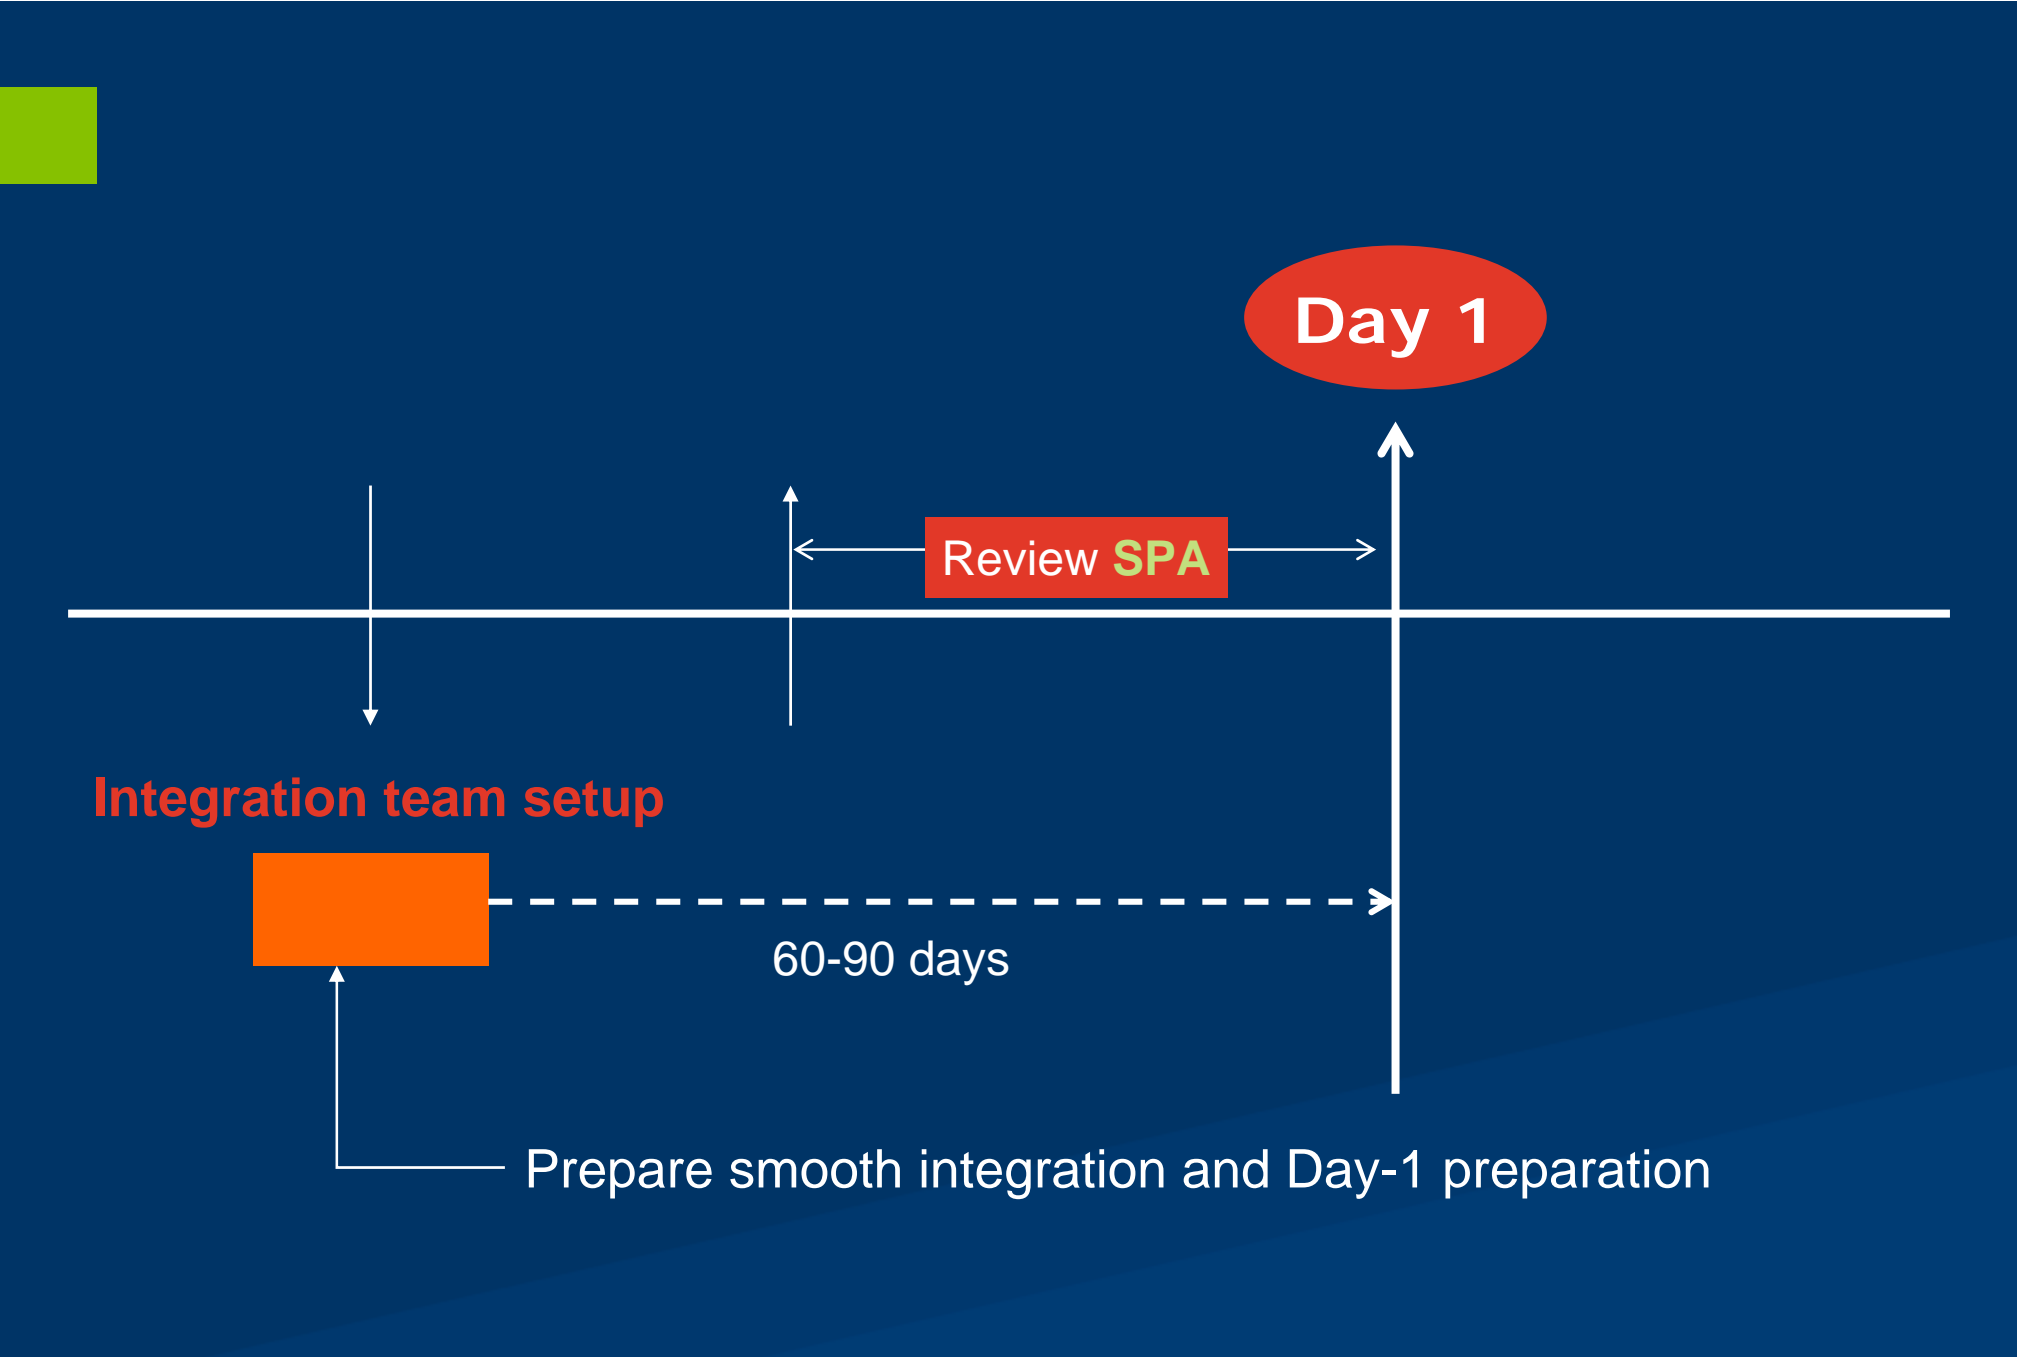 Day 1
Review SPA
Integration team setup
60-90 days
Prepare smooth integration and Day-1 preparation